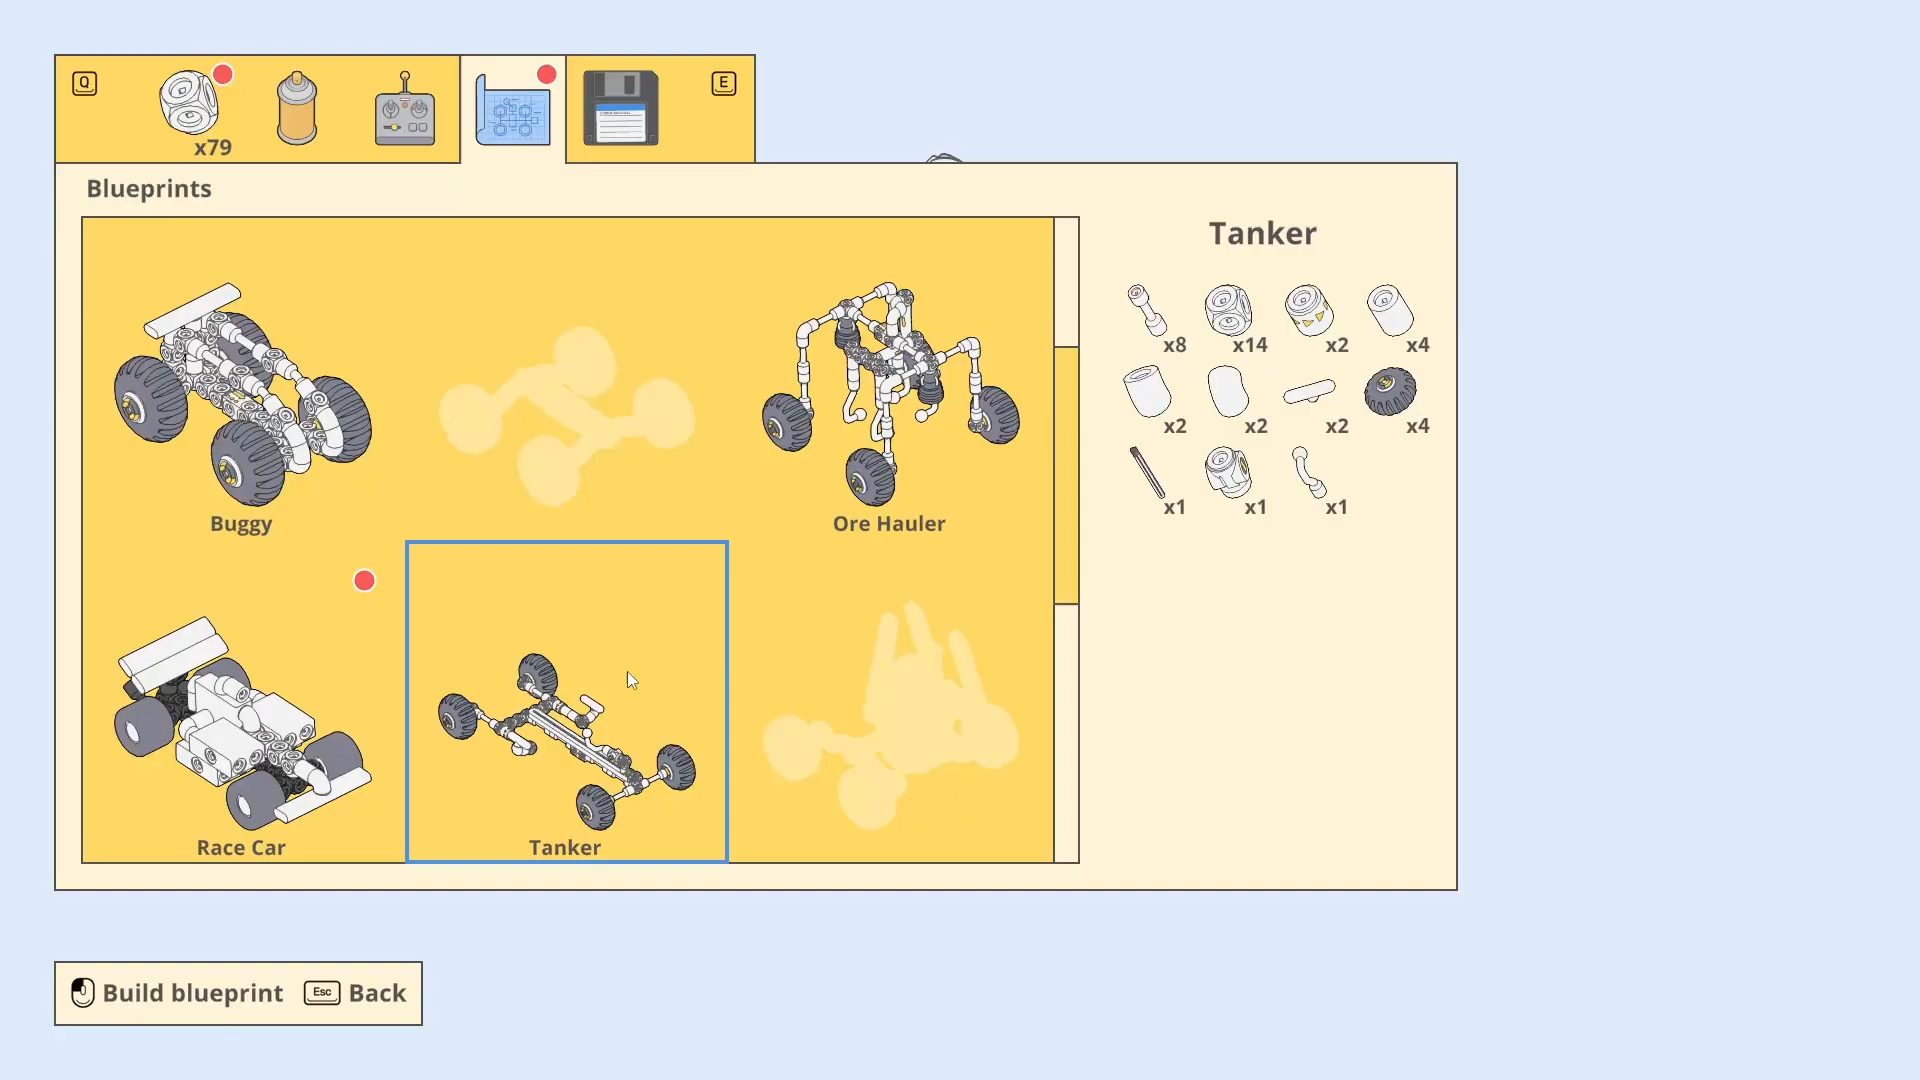 Q
E
x79
Blueprints
Tanker
x8 x14 x2 x4
x2 x2 x2 x4
x1 x1 x1
Buggy
Ore Hauler
Race Car
Tanker
Build blueprint Esc Back